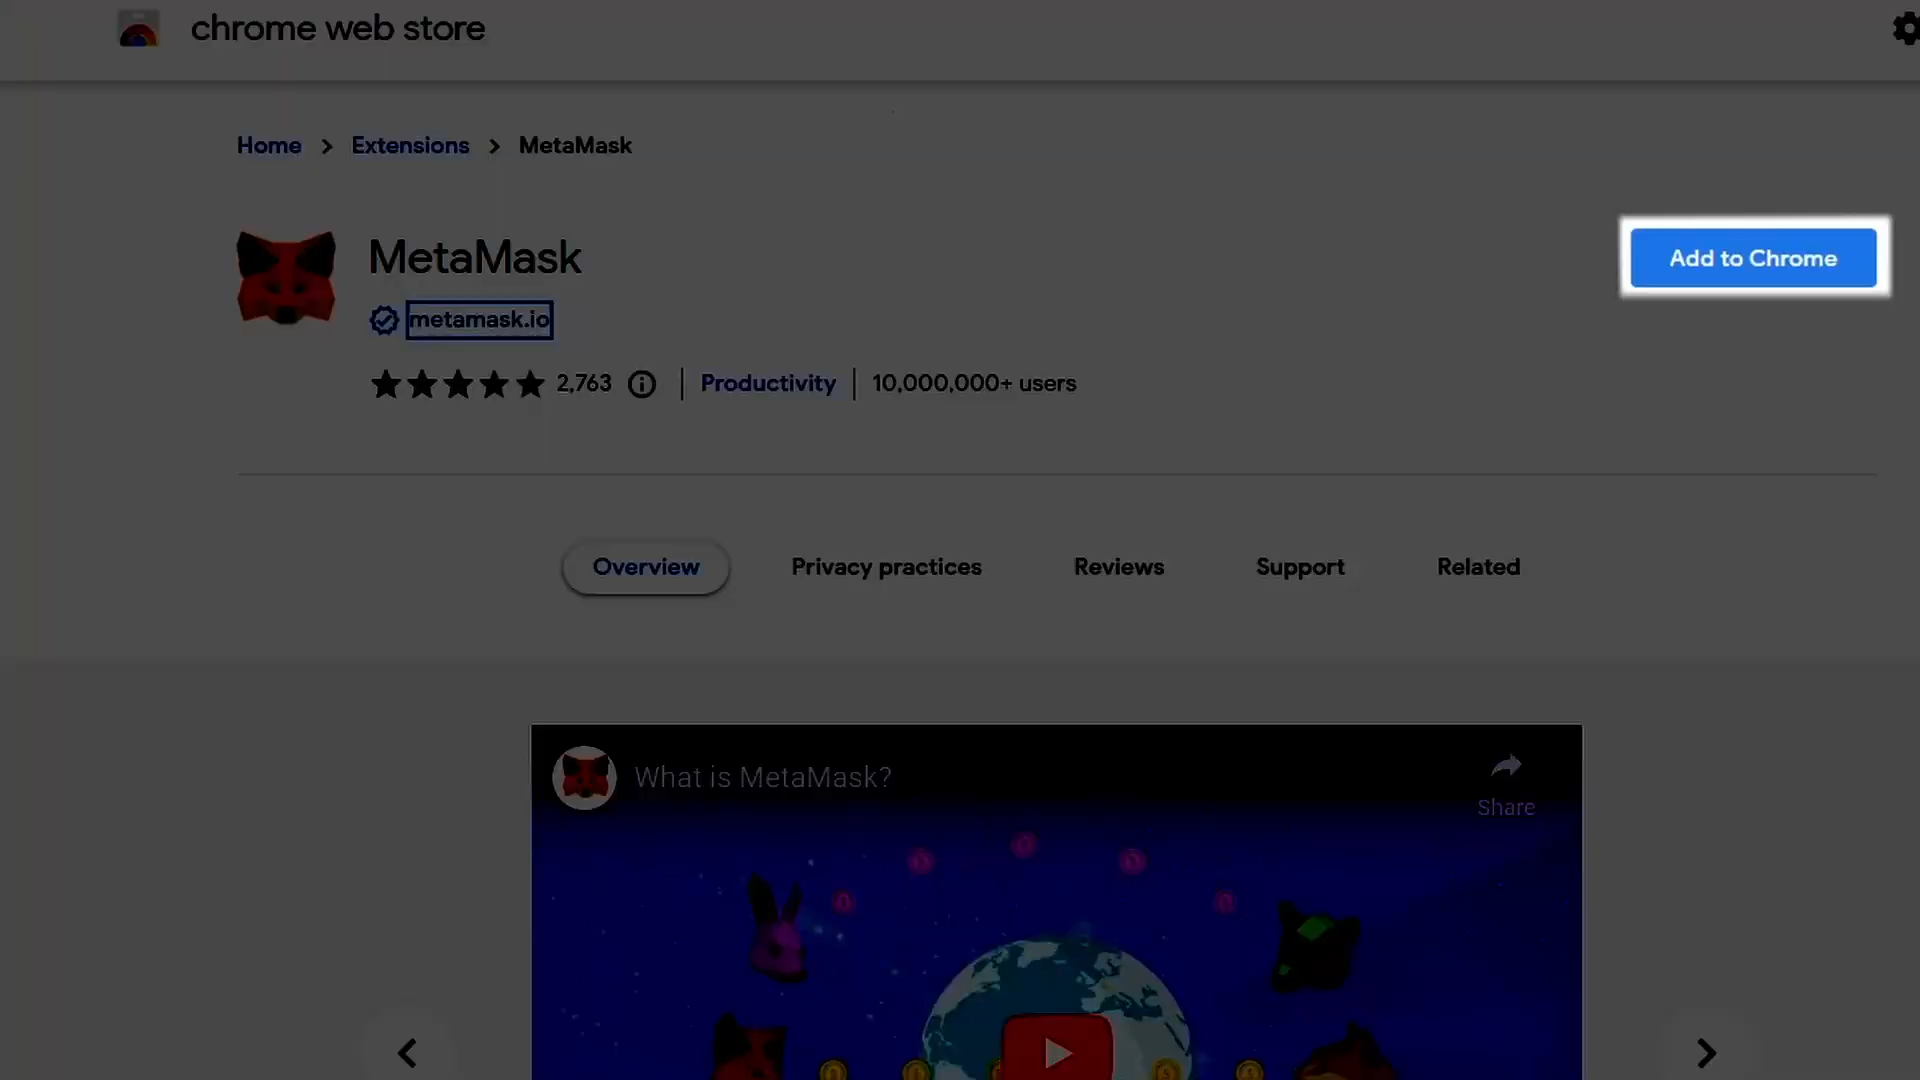 chrome web store
Home > Extensions > MetaMask
MetaMask
metamask.io
Add to Chrome
2,763 | Productivity | 10,000,000+ users
Overview Privacy practices Reviews Support Related
What is MetaMask?
Share